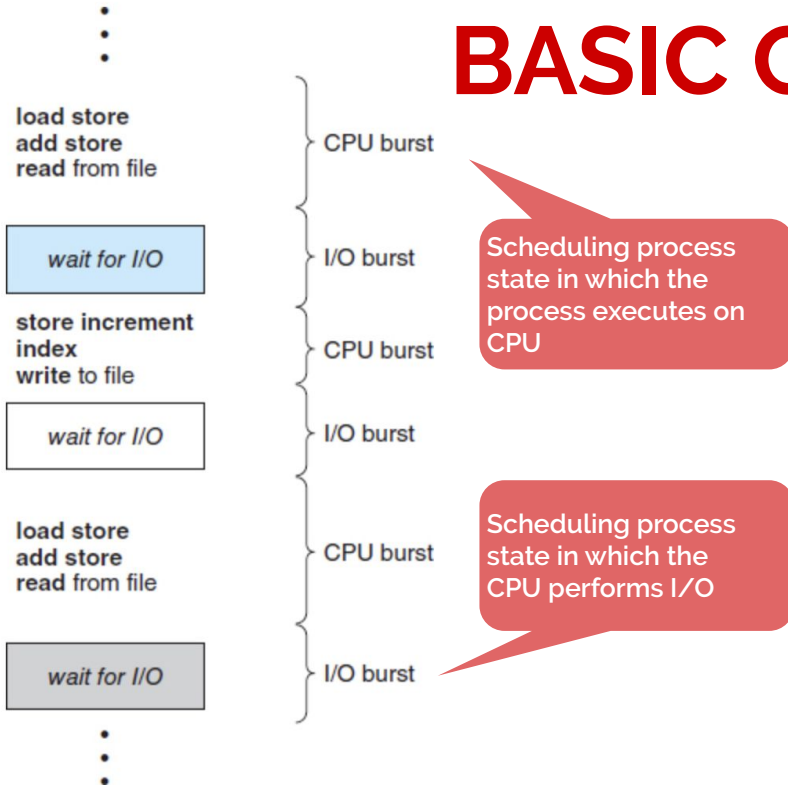 BASIC C
load store
add store
read from file
CPU burst
wait for I/O
I/O burst
Scheduling process
state in which the
process executes on
CPU
store increment
index
write to file
CPU burst
wait for I/O
I/O burst
load store
add store
read from file
CPU burst
Scheduling process
state in which the
CPU performs I/O
wait for I/O
I/O burst